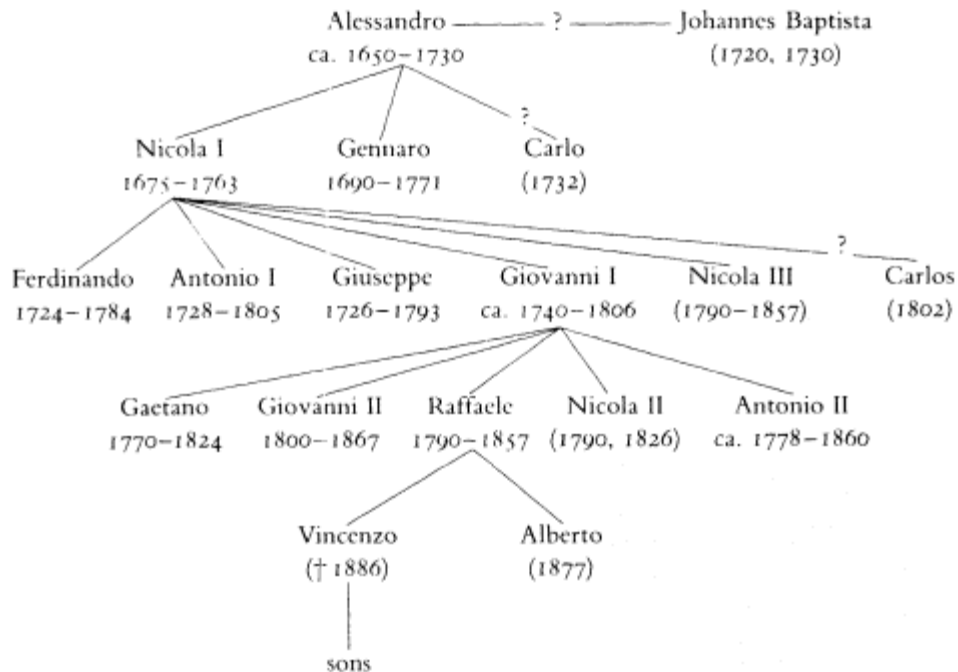 Alessandro ? Johannes Baptista
ca. 1650–1730 (1720, 1730)
?
Nicola I Gennaro Carlo
1675–1763 1690–1771 (1732)
?
Ferdinando Antonio I Giuseppe Giovanni I Nicola III Carlos
1724–1784 1728–1805 1726–1793 ca. 1740–1806 (1790–1857) (1802)
Gaetano Giovanni II Raffaele Nicola II Antonio II
1770–1824 1800–1867 1790–1857 (1790, 1826) ca. 1778–1860
Vincenzo Alberto
(† 1886) (1877)
sons